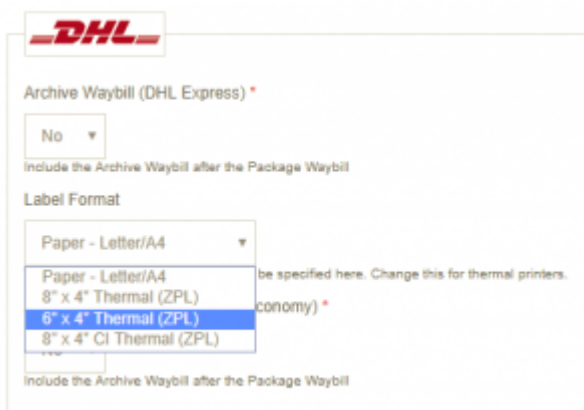 DHL
Archive Waybill (DHL Express) *
No
Include the Archive Waybill after the Package Waybill
Label Format
Paper - Letter/A4
Paper - Letter/A4
be specified here. Change this for thermal printers.
8" x 4" Thermal (ZPL)
6" x 4" Thermal (ZPL)
conomy) *
8" x 4" CI Thermal (ZPL)
Include the Archive Waybill after the Package Waybill